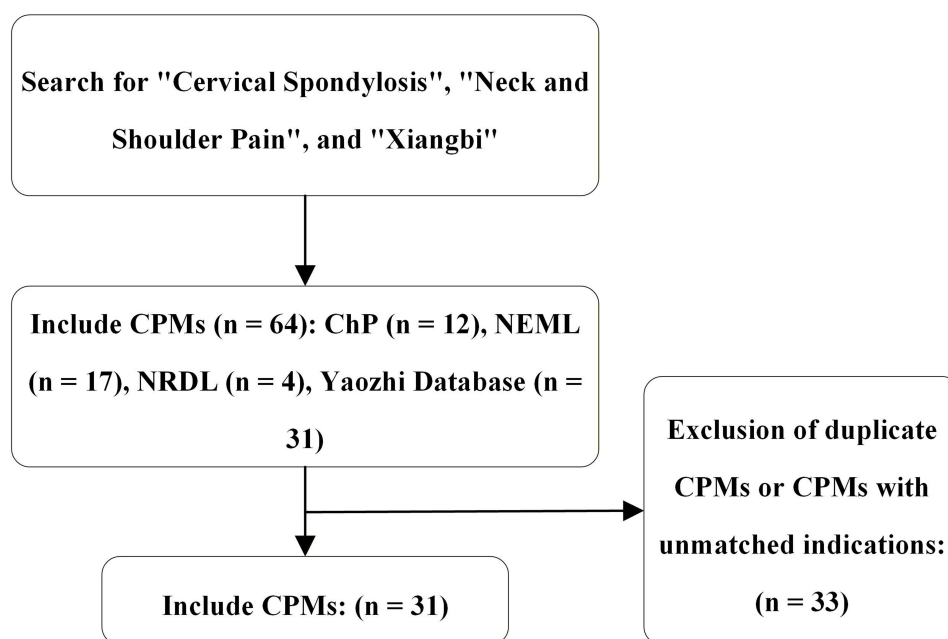 Search for "Cervical Spondylosis", "Neck and
Shoulder Pain", and "Xiangbi"
Include CPMs (n = 64): ChP (n = 12), NEML
(n = 17), NRDL (n = 4), Yaozhi Database (n =
31)
Exclusion of duplicate
CPMs or CPMs with
unmatched indications:
(n = 33)
Include CPMs: (n = 31)